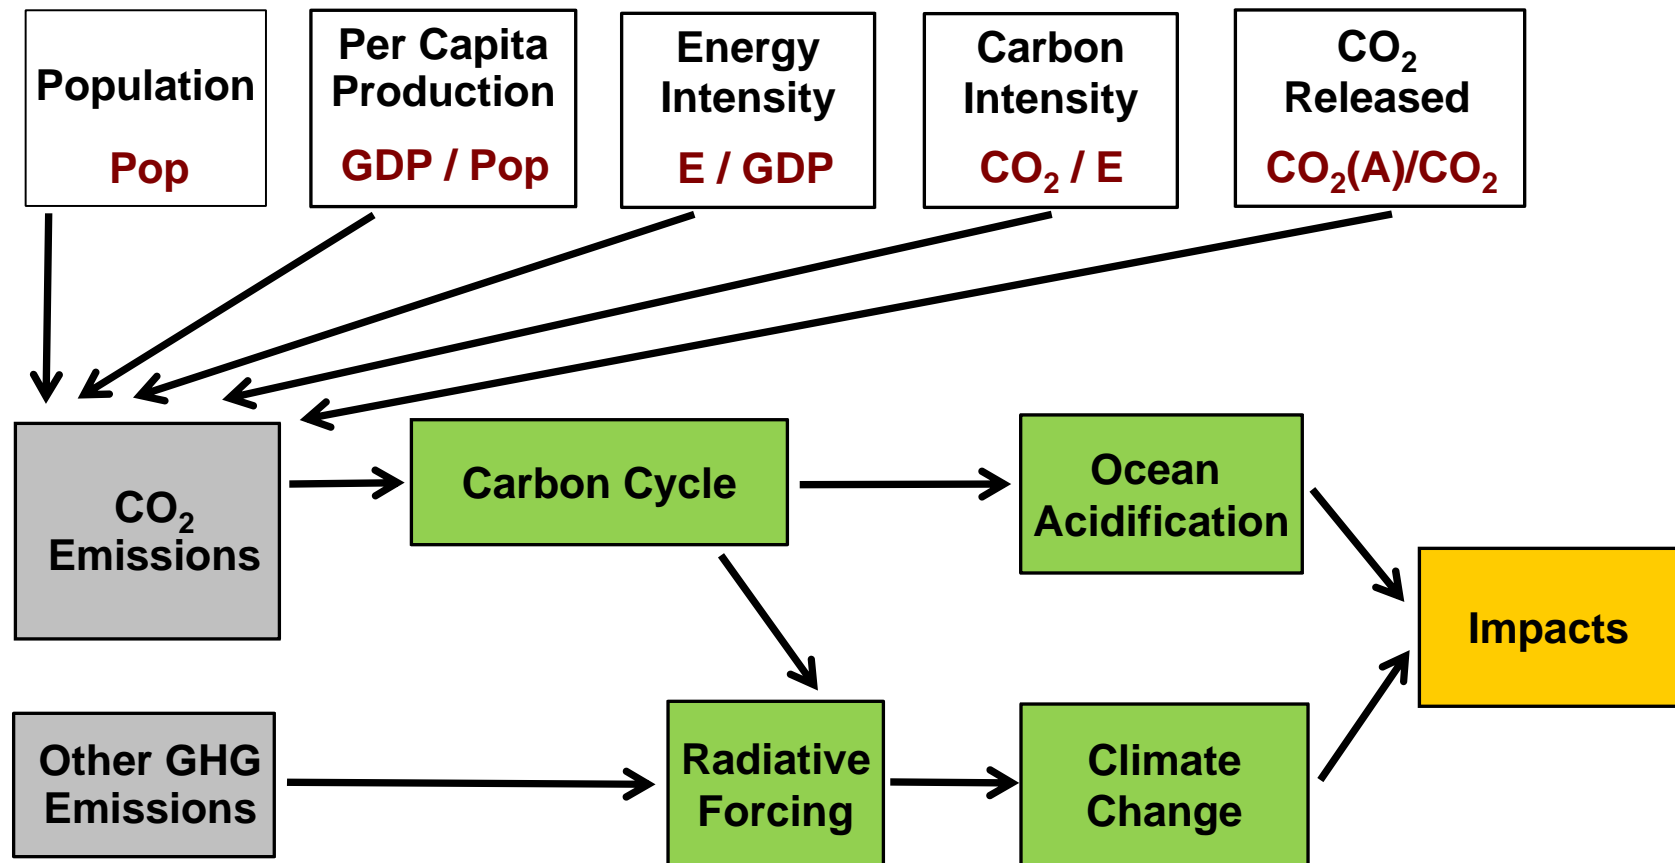 Population
Pop
Per Capita
Production
GDP / Pop
Energy
Intensity
E / GDP
Carbon
Intensity
CO₂ / E
CO₂
Released
CO₂(A)/CO₂
CO₂
Emissions
Carbon Cycle
Ocean
Acidification
Impacts
Other GHG
Emissions
Radiative
Forcing
Climate
Change